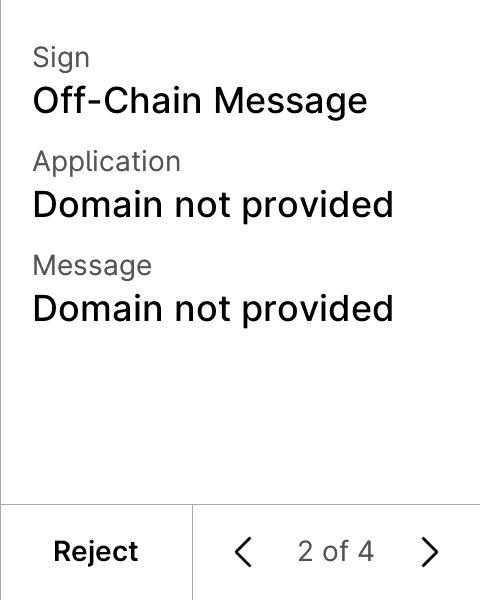 Sign
Off-Chain Message
Application
Domain not provided
Message
Domain not provided
Reject
2 of 4